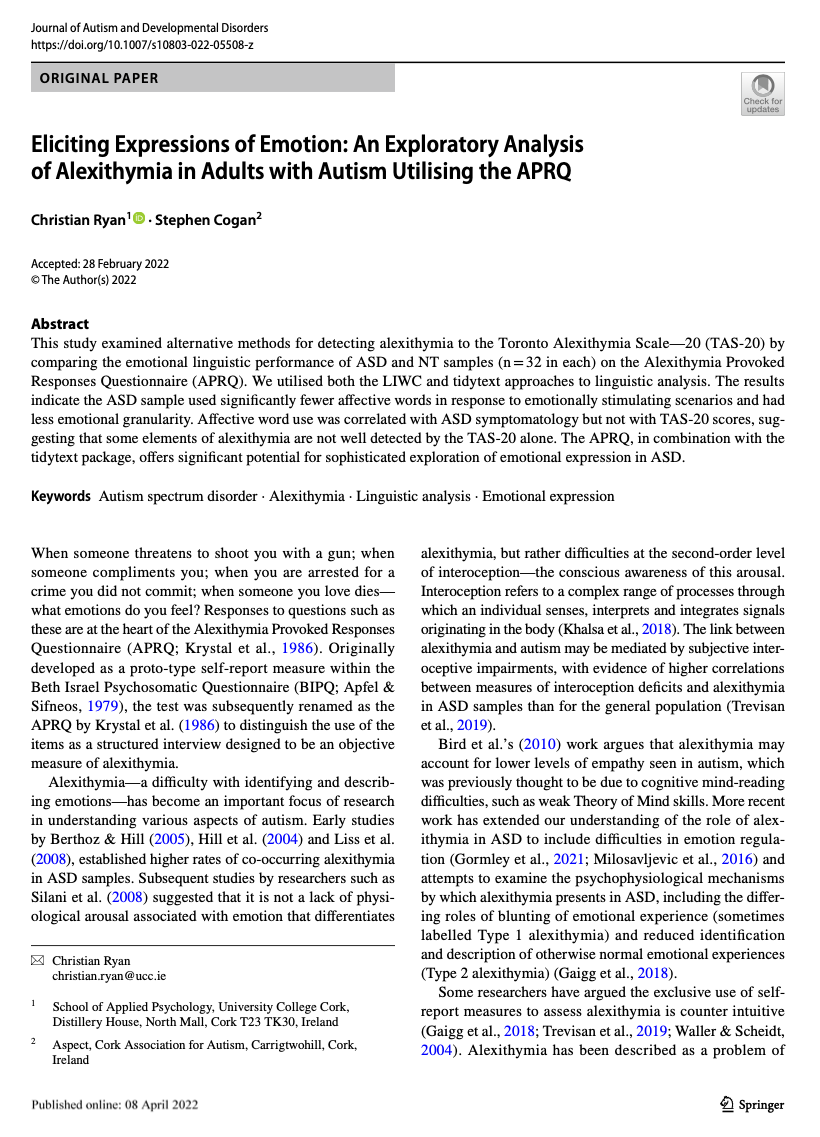 Journal of Autism and Developmental Disorders
https://doi.org/10.1007/s10803-022-05508-z
ORIGINAL PAPER
Check for
updates
Eliciting Expressions of Emotion: An Exploratory Analysis
of Alexithymia in Adults with Autism Utilising the APRQ
Christian Ryan1 · Stephen Cogan2
Accepted: 28 February 2022
© The Author(s) 2022
Abstract
This study examined alternative methods for detecting alexithymia to the Toronto Alexithymia Scale—20 (TAS-20) by
comparing the emotional linguistic performance of ASD and NT samples (n = 32 in each) on the Alexithymia Provoked
Responses Questionnaire (APRQ). We utilised both the LIWC and tidytext approaches to linguistic analysis. The results
indicate the ASD sample used significantly fewer affective words in response to emotionally stimulating scenarios and had
less emotional granularity. Affective word use was correlated with ASD symptomatology but not with TAS-20 scores, sug-
gesting that some elements of alexithymia are not well detected by the TAS-20 alone. The APRQ, in combination with the
tidytext package, offers significant potential for sophisticated exploration of emotional expression in ASD.
Keywords Autism spectrum disorder · Alexithymia · Linguistic analysis · Emotional expression
When someone threatens to shoot you with a gun; when
someone compliments you; when you are arrested for a
crime you did not commit; when someone you love dies—
what emotions do you feel? Responses to questions such as
these are at the heart of the Alexithymia Provoked Responses
Questionnaire (APRQ; Krystal et al., 1986). Originally
developed as a proto-type self-report measure within the
Beth Israel Psychosomatic Questionnaire (BIPQ; Apfel &
Sifneos, 1979), the test was subsequently renamed as the
APRQ by Krystal et al. (1986) to distinguish the use of the
items as a structured interview designed to be an objective
measure of alexithymia.
Alexithymia—a difficulty with identifying and describ-
ing emotions—has become an important focus of research
in understanding various aspects of autism. Early studies
by Berthoz & Hill (2005), Hill et al. (2004) and Liss et al.
(2008), established higher rates of co-occurring alexithymia
in ASD samples. Subsequent studies by researchers such as
Silani et al. (2008) suggested that it is not a lack of physi-
ological arousal associated with emotion that differentiates
Christian Ryan
christian.ryan@ucc.ie
1 School of Applied Psychology, University College Cork,
Distillery House, North Mall, Cork T23 TK30, Ireland
2 Aspect, Cork Association for Autism, Carrigtwohill, Cork,
Ireland
alexithymia, but rather difficulties at the second-order level
of interoception—the conscious awareness of this arousal.
Interoception refers to a complex range of processes through
which an individual senses, interprets and integrates signals
originating in the body (Khalsa et al., 2018). The link between
alexithymia and autism may be mediated by subjective inter-
oceptive impairments, with evidence of higher correlations
between measures of interoception deficits and alexithymia
in ASD samples than for the general population (Trevisan
et al., 2019).
Bird et al.'s (2010) work argues that alexithymia may
account for lower levels of empathy seen in autism, which
was previously thought to be due to cognitive mind-reading
difficulties, such as weak Theory of Mind skills. More recent
work has extended our understanding of the role of alex-
ithymia in ASD to include difficulties in emotion regula-
tion (Gormley et al., 2021; Milosavljevic et al., 2016) and
attempts to examine the psychophysiological mechanisms
by which alexithymia presents in ASD, including the differ-
ing roles of blunting of emotional experience (sometimes
labelled Type 1 alexithymia) and reduced identification
and description of otherwise normal emotional experiences
(Type 2 alexithymia) (Gaigg et al., 2018).
Some researchers have argued the exclusive use of self-
report measures to assess alexithymia is counter intuitive
(Gaigg et al., 2018; Trevisan et al., 2019; Waller & Scheidt,
2004). Alexithymia has been described as a problem of
Published online: 08 April 2022
Springer